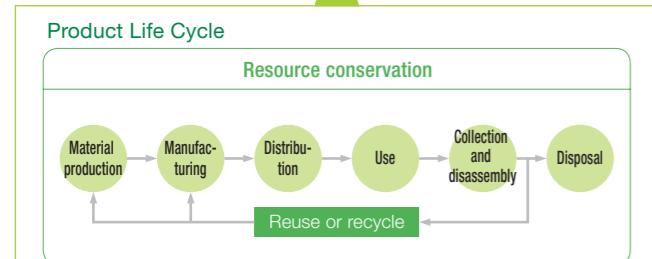 Product Life Cycle
Resource conservation
Material
production
Manufac-
turing
Distribu-
tion
Use
Collection
and
disassembly
Disposal
Reuse or recycle